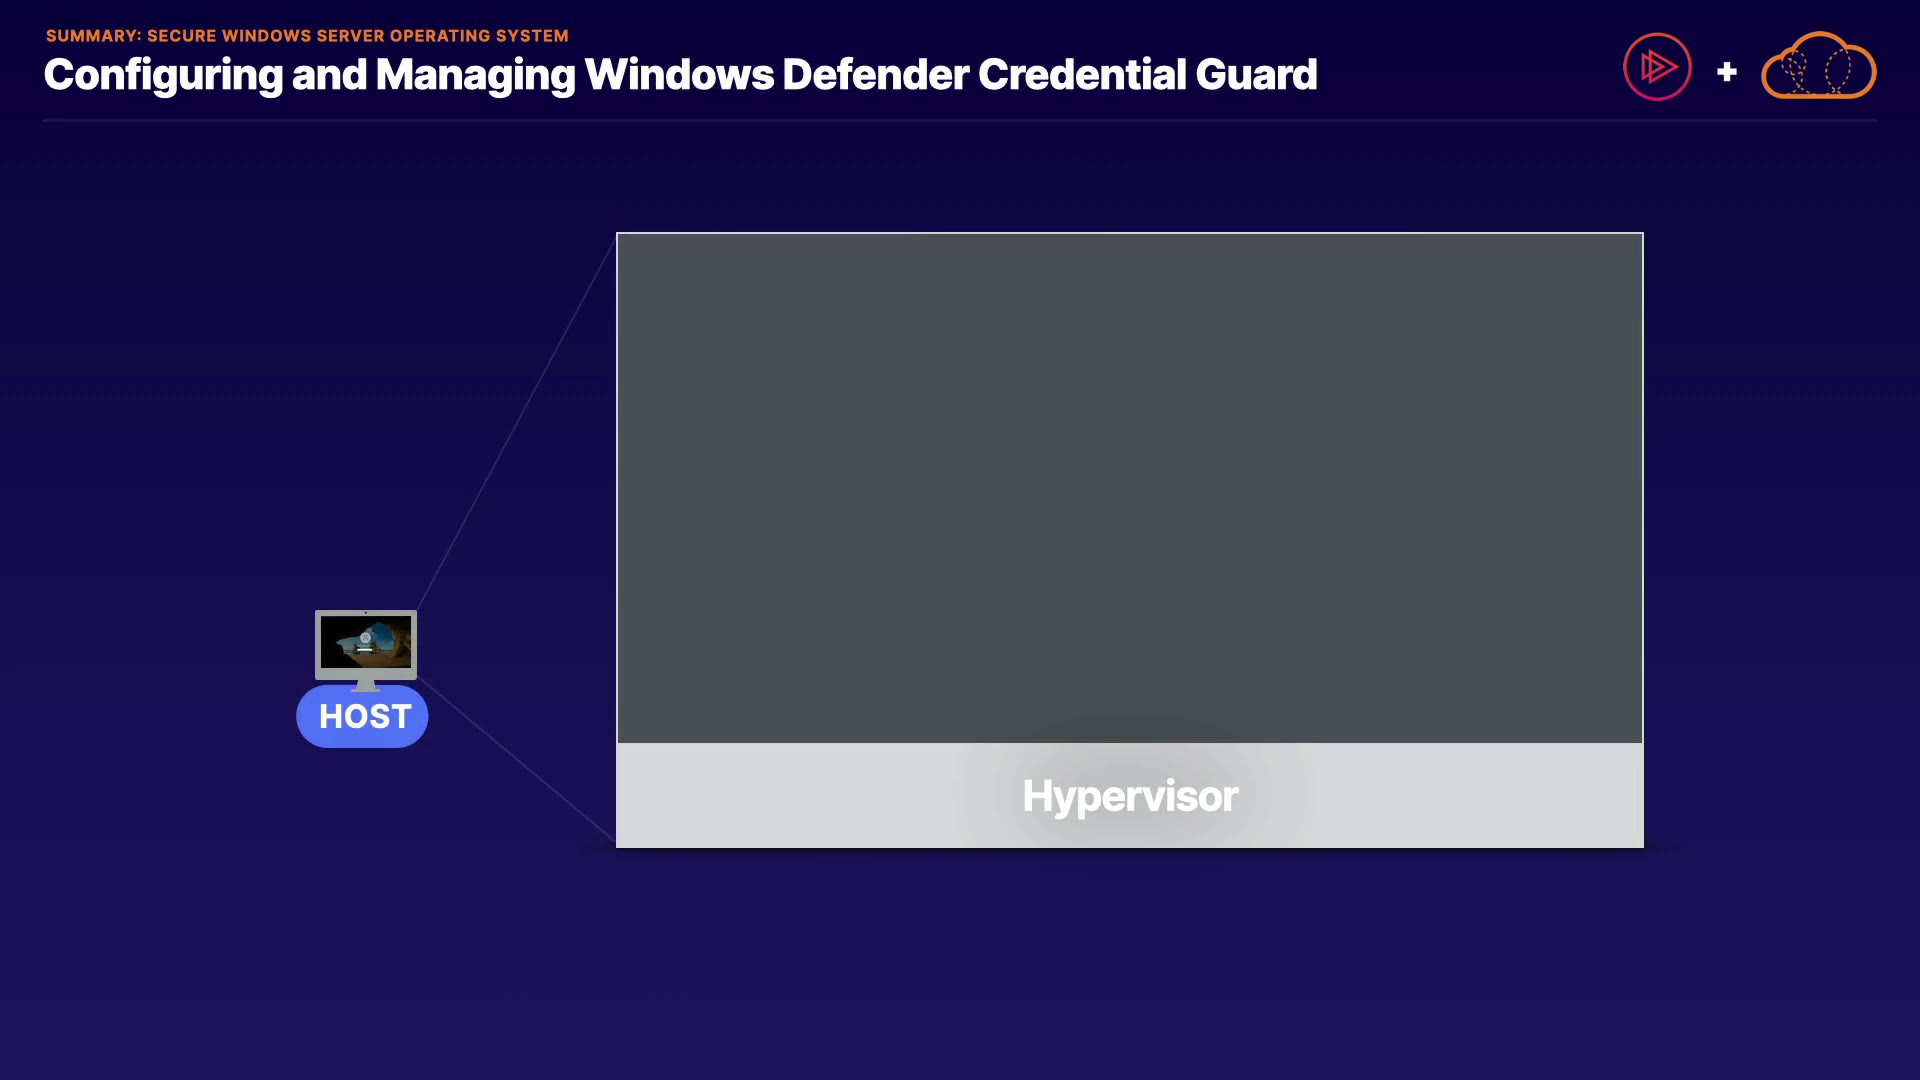 SUMMARY: SECURE WINDOWS SERVER OPERATING SYSTEM
Configuring and Managing Windows Defender Credential Guard
HOST
Hypervisor